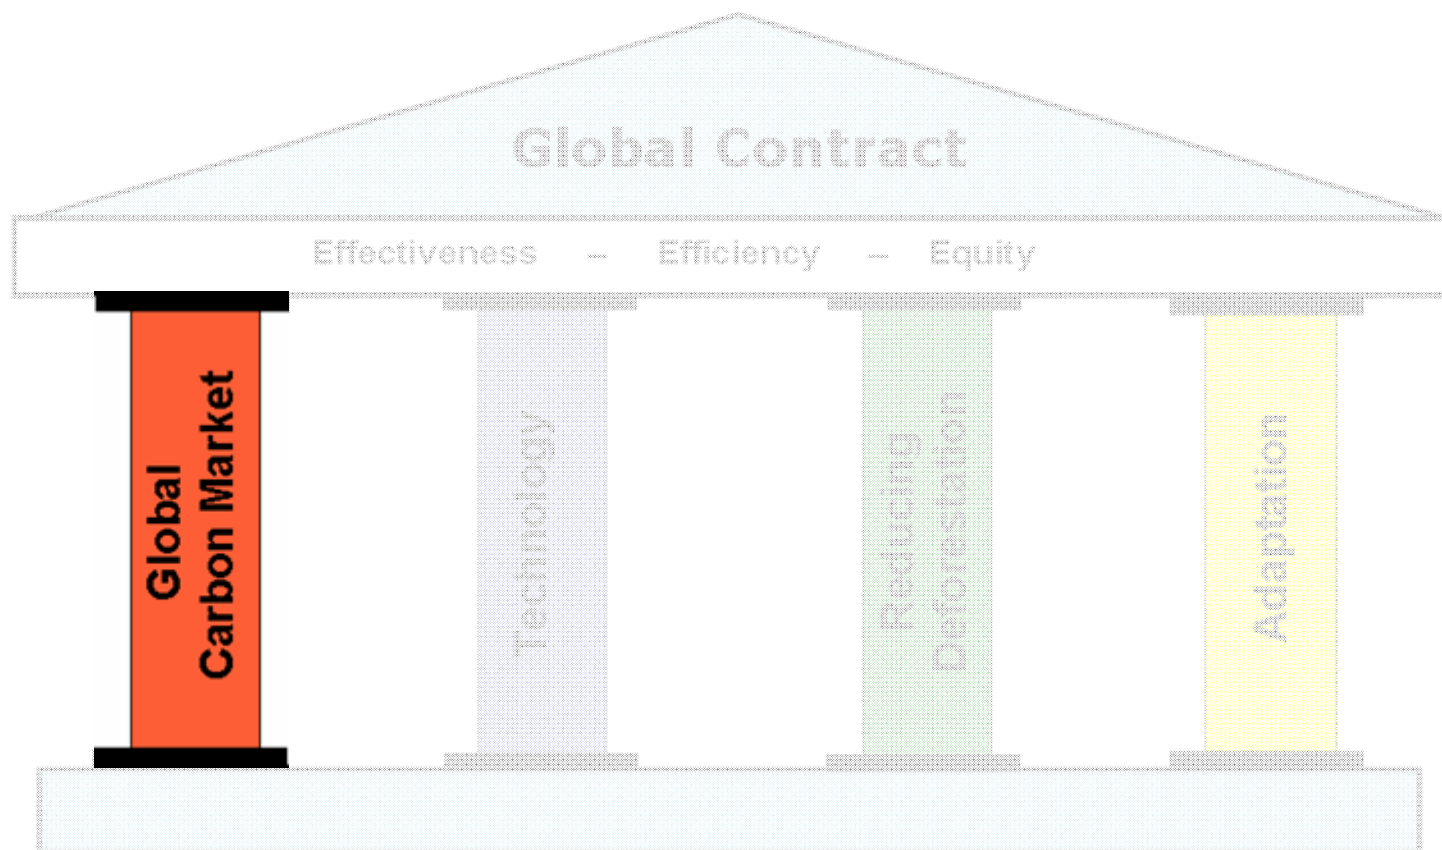 Global Contract
Effectiveness – Efficiency – Equity
Global
Carbon Market
Technology
Reducing
Deforestation
Adaptation